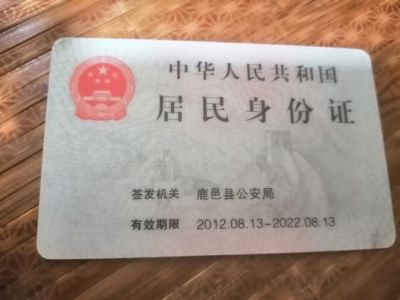 中华人民共和国
居民身份证
签发机关 鹿邑县公安局
有效期限 2012.08.13-2022.08.13